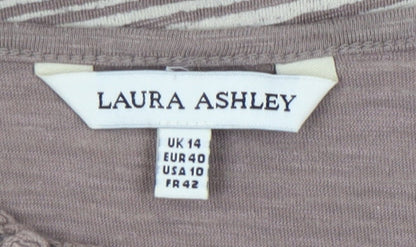 LAURA ASHLEY
UK 14
EUR 40
USA 10
FR 42